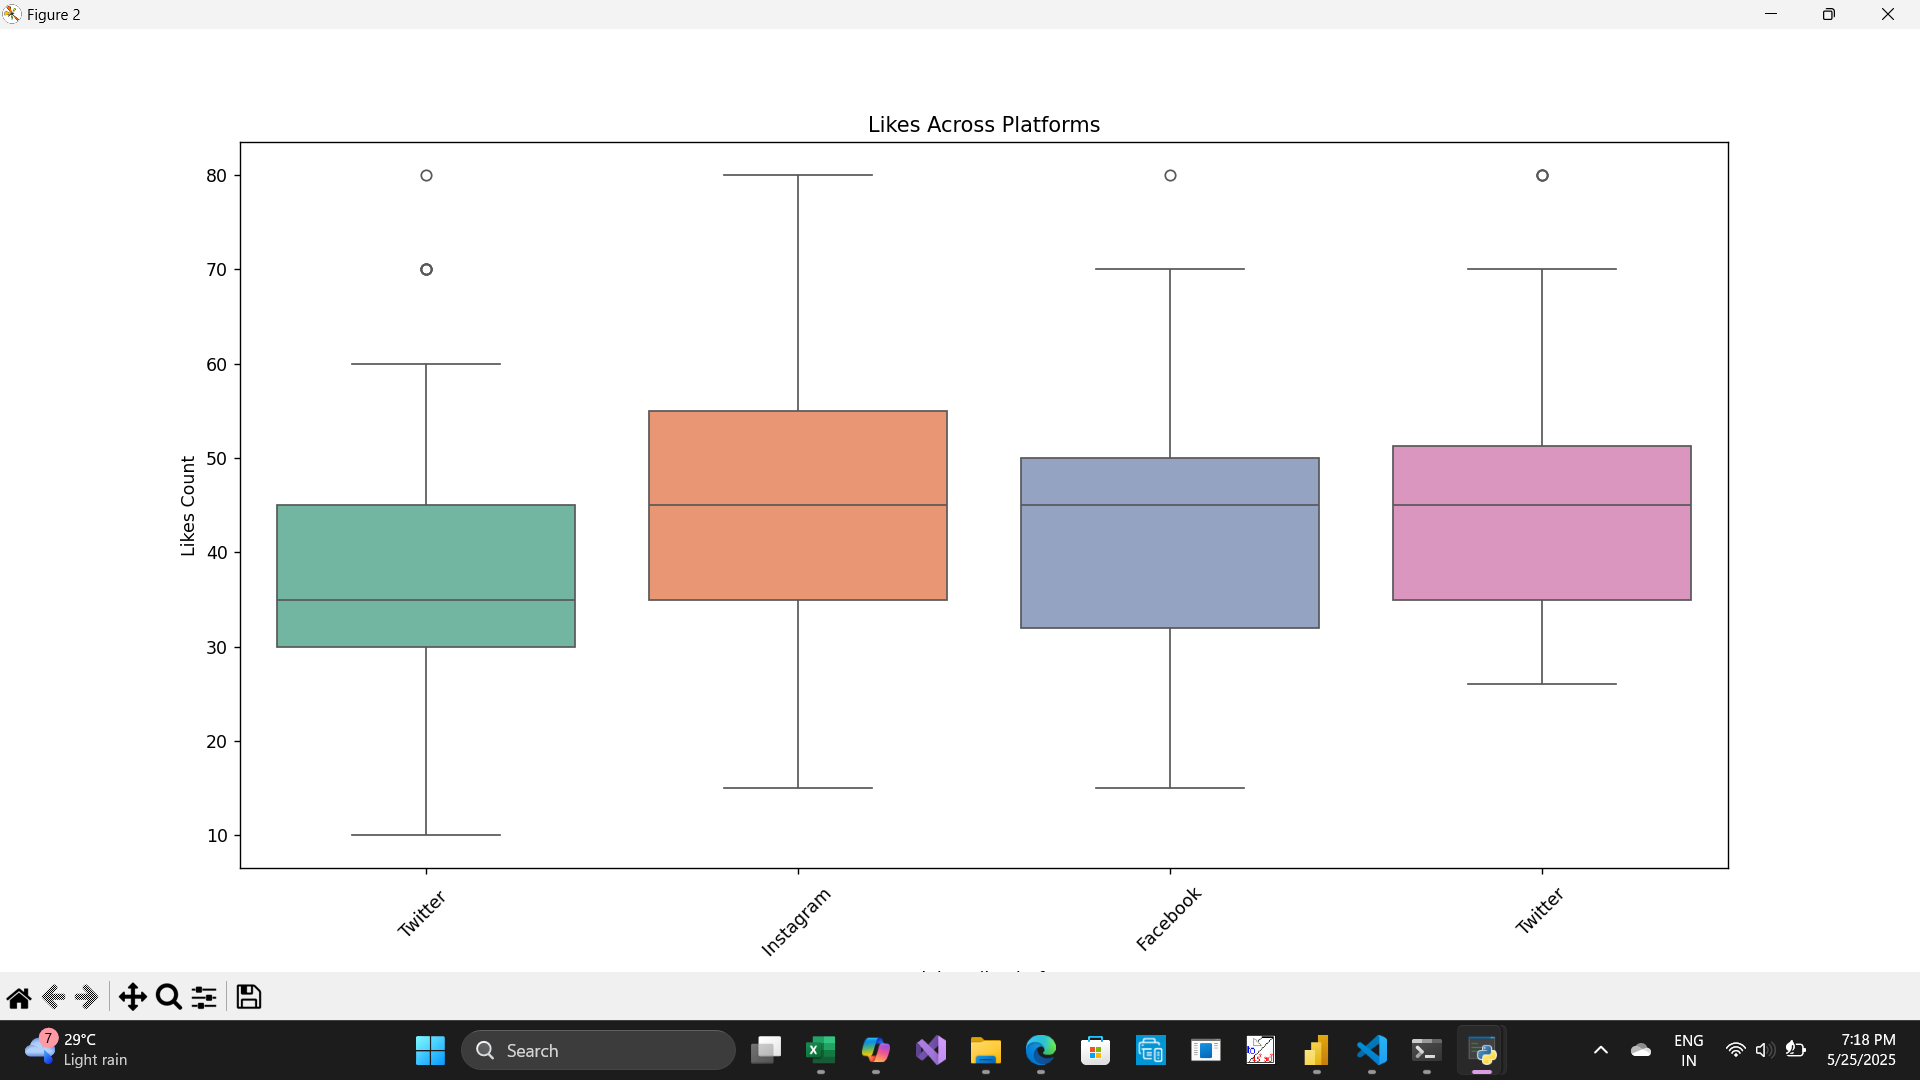 Figure 2
Likes Across Platforms
80
70
60
50
40
30
20
10
Likes Count
Twitter
Instagram
Facebook
Twitter
7
29°C
Light rain
Search
ENG
IN
7:18 PM
5/25/2025